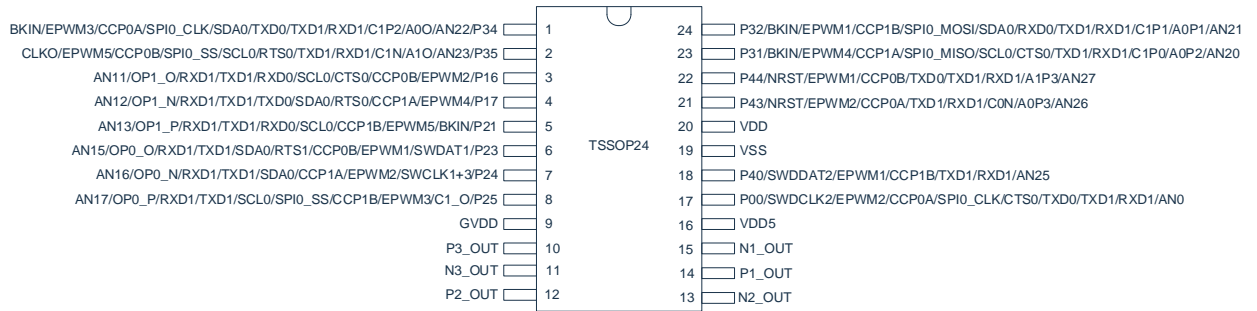 BKIN/EPWM3/CCP0A/SPI0_CLK/SDA0/TXD0/TXD1/RXD1/C1P2/A0O/AN22/P34 1
CLKO/EPWM5/CCP0B/SPI0_SS/SCL0/RTS0/TXD1/RXD1/C1N/A1O/AN23/P35 2
AN11/OP1_O/RXD1/TXD1/RXD0/SCL0/CTS0/CCP0B/EPWM2/P16 3
AN12/OP1_N/RXD1/TXD1/TXD0/SDA0/RTS0/CCP1A/EPWM4/P17 4
AN13/OP1_P/RXD1/TXD1/RXD0/SCL0/CCP1B/EPWM5/BKIN/P21 5
AN15/OP0_O/RXD1/TXD1/SDA0/RTS1/CCP0B/EPWM1/SWDAT1/P23 6
AN16/OP0_N/RXD1/TXD1/SDA0/CCP1A/EPWM2/SWCLK1+3/P24 7
AN17/OP0_P/RXD1/TXD1/SCL0/SPI0_SS/CCP1B/EPWM3/C1_O/P25 8
GVDD 9
P3_OUT 10
N3_OUT 11
P2_OUT 12
TSSOP24
24 P32/BKIN/EPWM1/CCP1B/SPI0_MOSI/SDA0/RXD0/TXD1/RXD1/C1P1/A0P1/AN21
23 P31/BKIN/EPWM4/CCP1A/SPI0_MISO/SCL0/CTS0/TXD1/RXD1/C1P0/A0P2/AN20
22 P44/NRST/EPWM1/CCP0B/TXD0/TXD1/RXD1/A1P3/AN27
21 P43/NRST/EPWM2/CCP0A/TXD1/RXD1/C0N/A0P3/AN26
20 VDD
19 VSS
18 P40/SWDDAT2/EPWM1/CCP1B/TXD1/RXD1/AN25
17 P00/SWDCLK2/EPWM2/CCP0A/SPI0_CLK/CTS0/TXD0/TXD1/RXD1/AN0
16 VDD5
15 N1_OUT
14 P1_OUT
13 N2_OUT